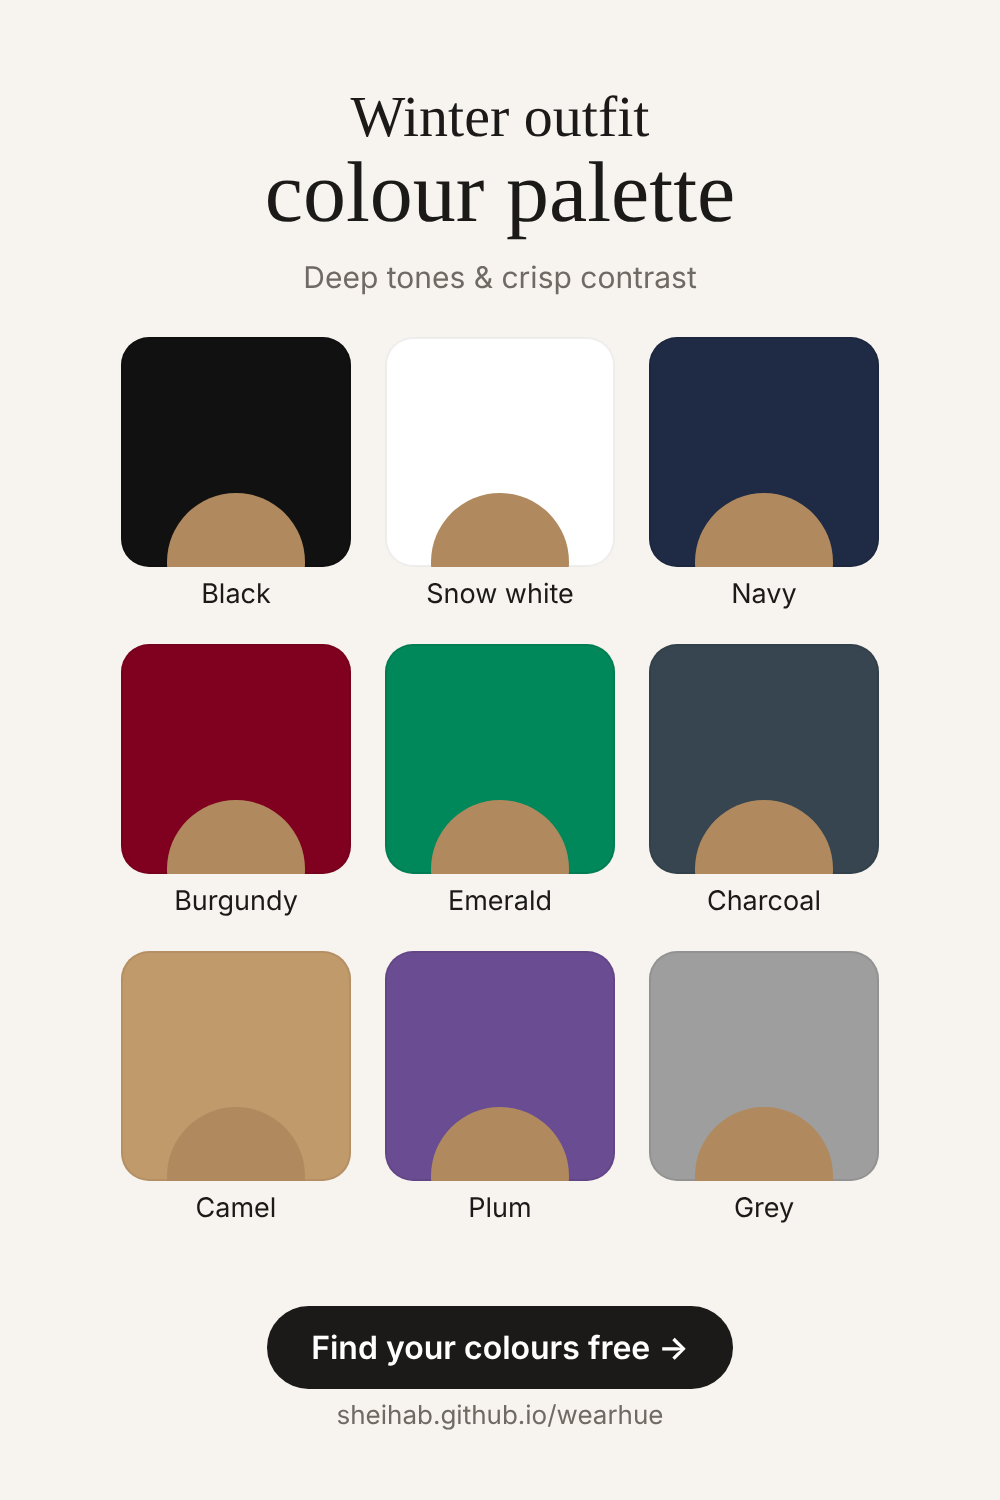 Winter outfit
colour palette
Deep tones & crisp contrast
Black
Snow white
Navy
Burgundy
Emerald
Charcoal
Camel
Plum
Grey
Find your colours free →
sheihab.github.io/wearhue